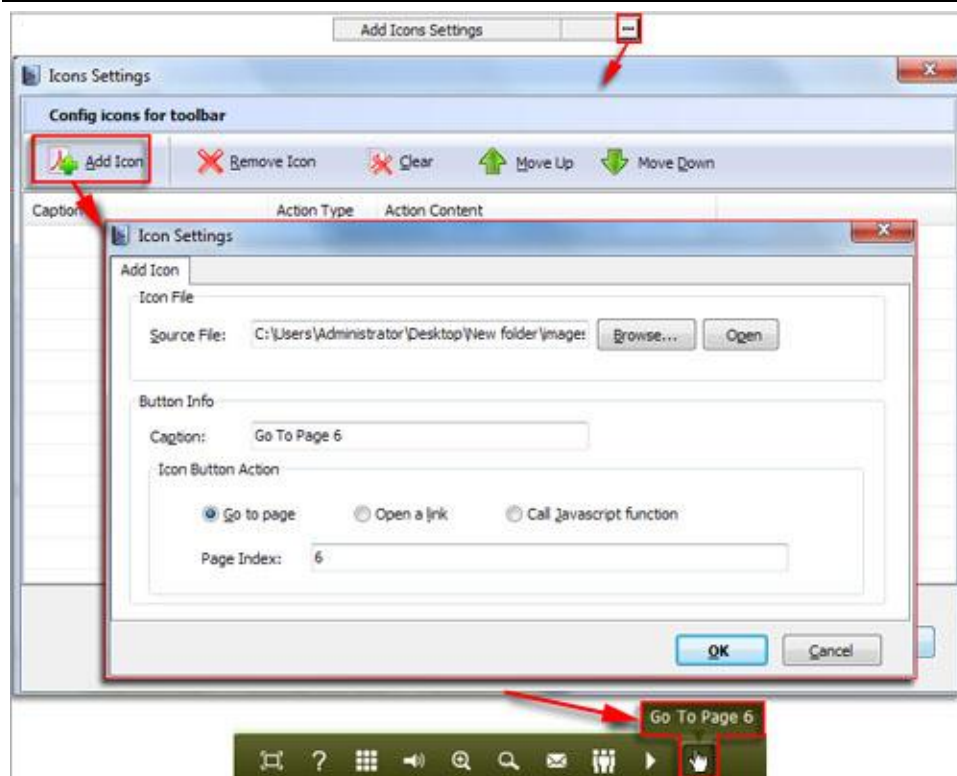 Add Icons Settings
Icons Settings
Config icons for toolbar
Add Icon Remove Icon Clear Move Up Move Down
Caption Action Type Action Content
Icon Settings
Add Icon
Icon File
Source File: C:\Users\Administrator\Desktop\New folder\images Browse... Open
Button Info
Caption: Go To Page 6
Icon Button Action
Go to page Open a link Call Javascript function
Page Index: 6
OK Cancel
Go To Page 6